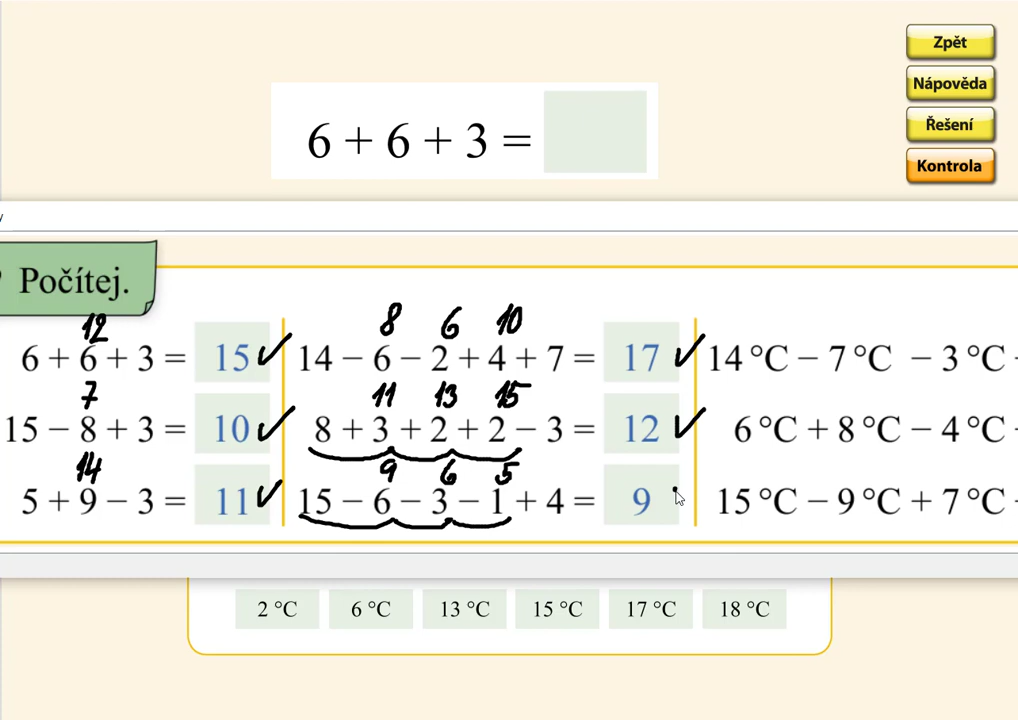 Zpět
Nápověda
Řešení
Kontrola
6 + 6 + 3 =
Počítej.
12
6 + 6 + 3 = 15
7
15 − 8 + 3 = 10
14
5 + 9 − 3 = 11
8 6 10
14 − 6 − 2 + 4 + 7 = 17
11 13 15
8 + 3 + 2 + 2 − 3 = 12
9 6 5
15 − 6 − 3 − 1 + 4 = 9
14 °C − 7 °C − 3 °C
6 °C + 8 °C − 4 °C
15 °C − 9 °C + 7 °C
2 °C 6 °C 13 °C 15 °C 17 °C 18 °C